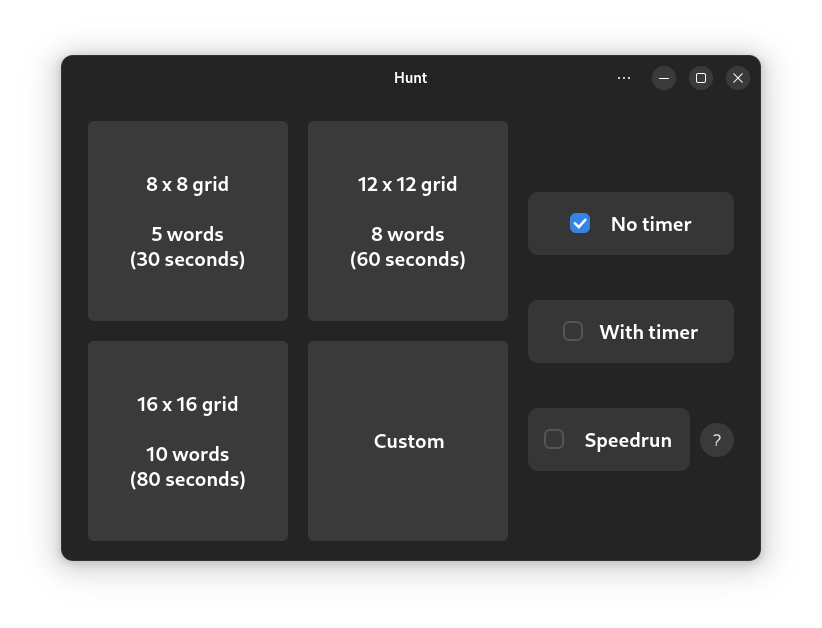 Hunt
8 x 8 grid
5 words
(30 seconds)
12 x 12 grid
8 words
(60 seconds)
16 x 16 grid
10 words
(80 seconds)
Custom
No timer
With timer
Speedrun
?